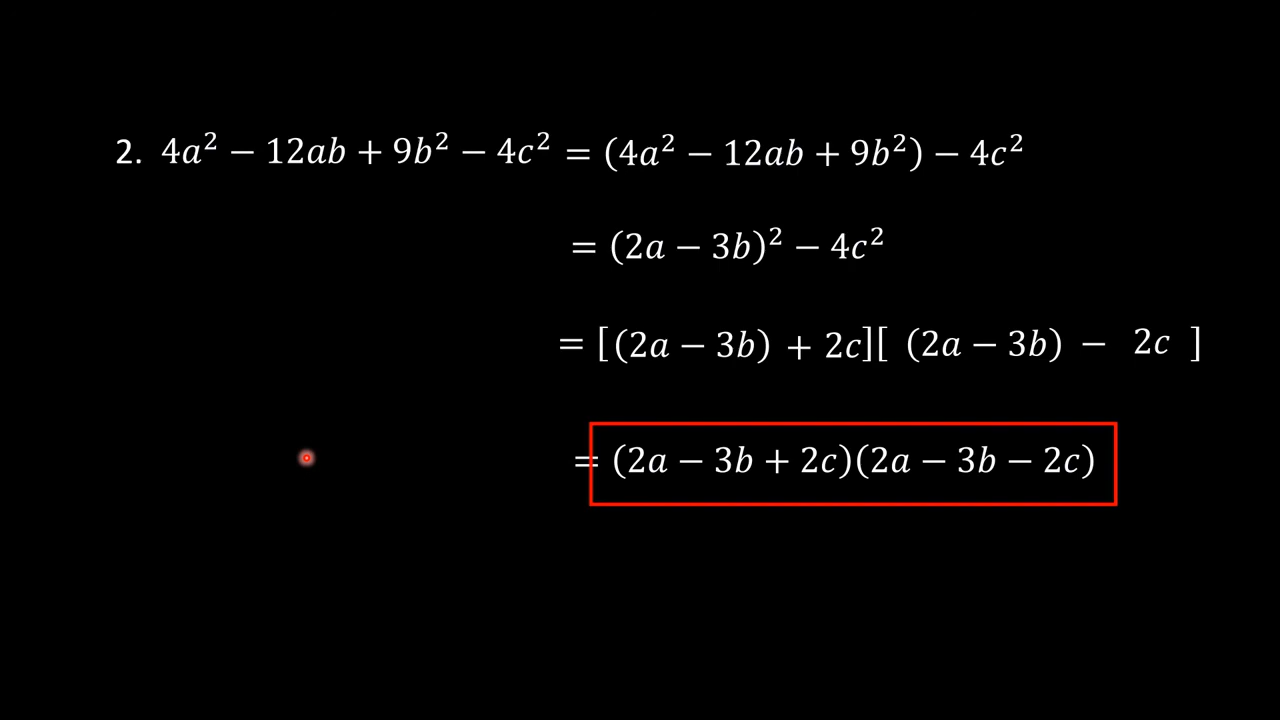 2. 4a² − 12ab + 9b² − 4c² = (4a² − 12ab + 9b²) − 4c²
= (2a − 3b)² − 4c²
= [(2a − 3b) + 2c][ (2a − 3b) − 2c ]
= (2a − 3b + 2c)(2a − 3b − 2c)